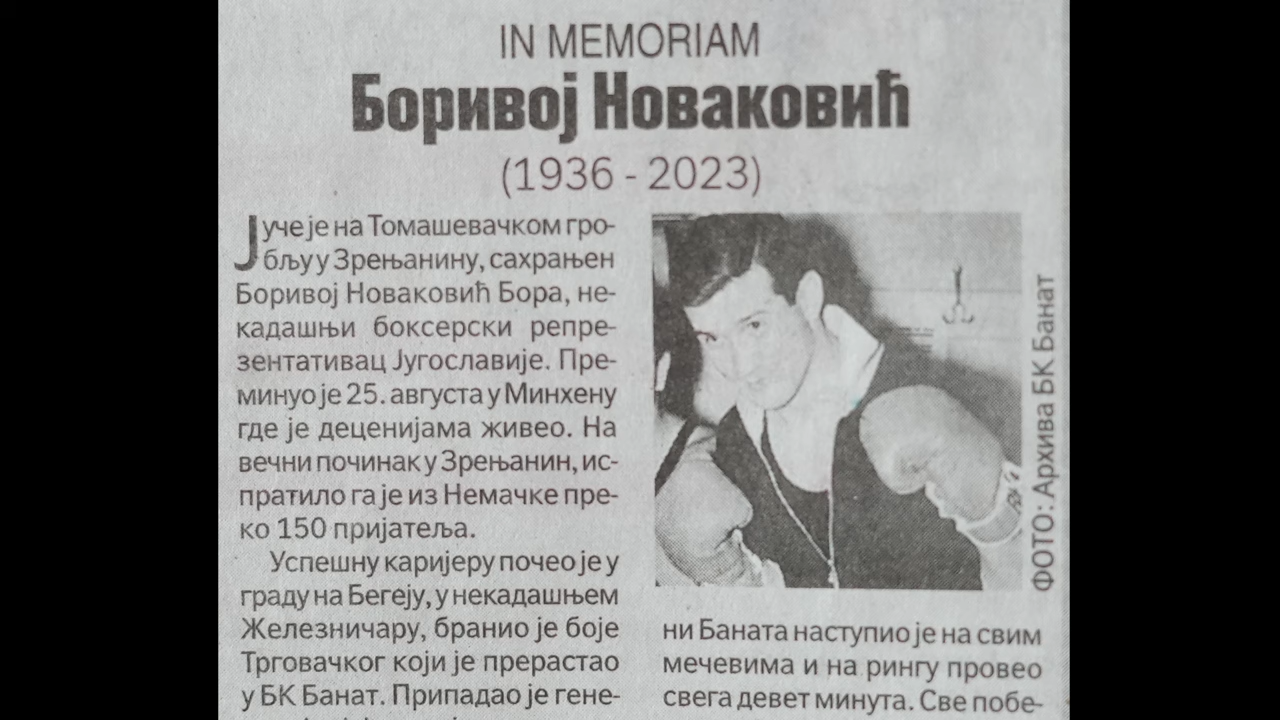 IN MEMORIAM
Боривој Новаковић
(1936 - 2023)
Јуче је на Томашевачком гро-
бљу у Зрењанину, сахрањен
Боривој Новаковић Бора, не-
кадашњи боксерски репре-
зентативац Југославије. Пре-
минуо је 25. августа у Минхену
где је деценијама живео. На
вечни починак у Зрењанин, ис-
пратило га је из Немачке пре-
ко 150 пријатеља.
Успешну каријеру почео је у
граду на Бегеју, у некадашњем
Железничару, бранио је боје
Трговачког који је прерастао
у БК Банат. Припадао је гене-
ФОТО: Архива БК Банат
ни Баната наступио је на свим
мечевима и на рингу провео
свега девет минута. Све побе-